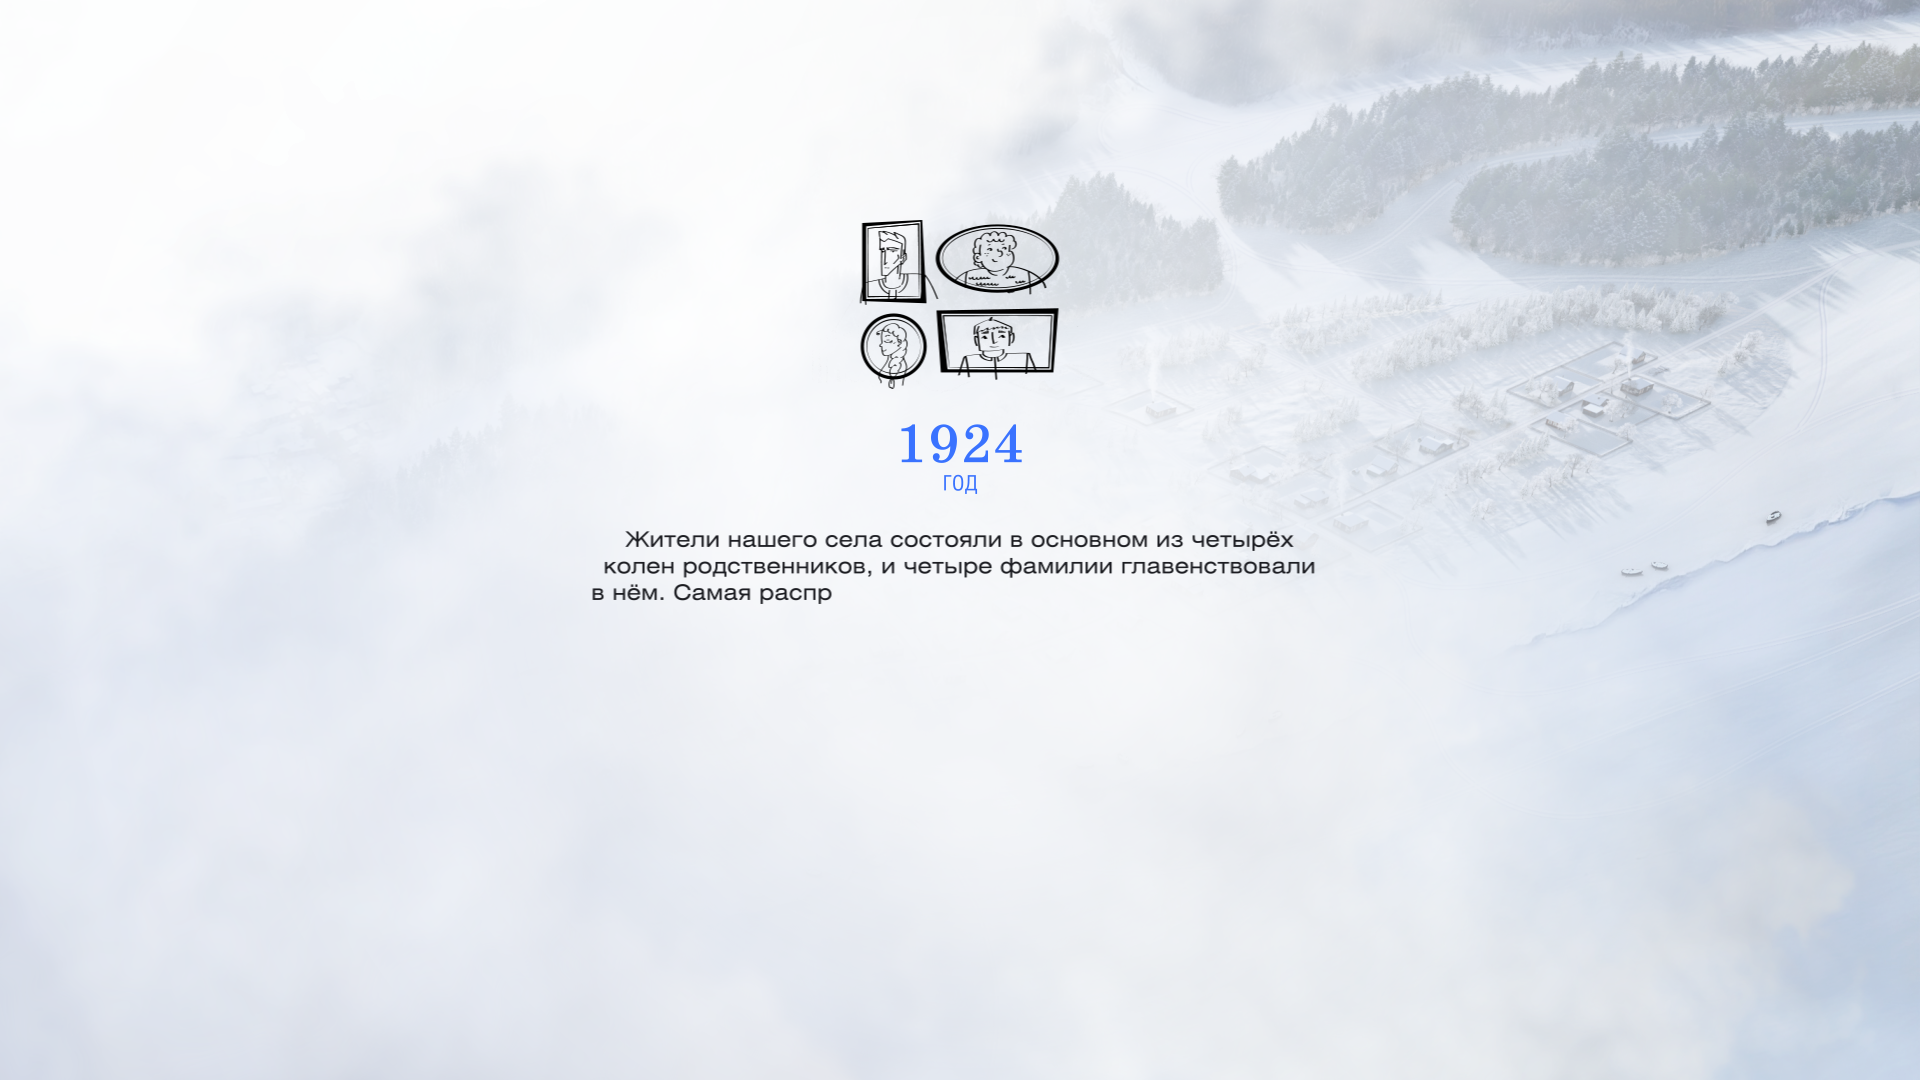 1924
ГОД
Жители нашего села состояли в основном из четырёх
колен родственников, и четыре фамилии главенствовали
в нём. Самая распр